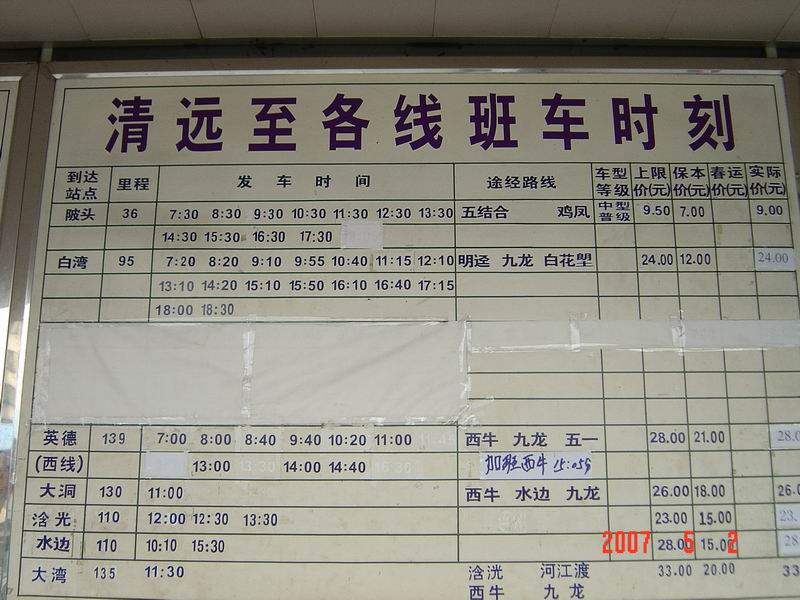 清远至各线班车时刻
到达站点 里程 发车时间 途经路线 车型等级 上限价(元) 保本价(元) 春运价(元) 实际价(元)
陂头 36 7:30 8:30 9:30 10:30 11:30 12:30 13:30 五结合 鸡凤 中型普级 9.50 7.00 9.00
14:30 15:30 16:30 17:30
白湾 95 7:20 8:20 9:10 9:55 10:40 11:15 12:10 明迳 九龙 白花塱 24.00 12.00 24.00
13:10 14:20 15:10 15:50 16:10 16:40 17:15
18:00 18:30
英德 139 7:00 8:00 8:40 9:40 10:20 11:00 11:45 西牛 九龙 五一 28.00 21.00
(西线) 13:00 13:30 14:00 14:40 16:30 加班西牛 15:05分
大洞 130 11:00 西牛 水边 九龙 26.00 18.00
浛光 110 12:00 12:30 13:30 23.00 15.00
水边 110 10:10 15:30 28.00 15.00
大湾 135 11:30 浛洸 河江渡 33.00 20.00
西牛 九龙
2007 5 2